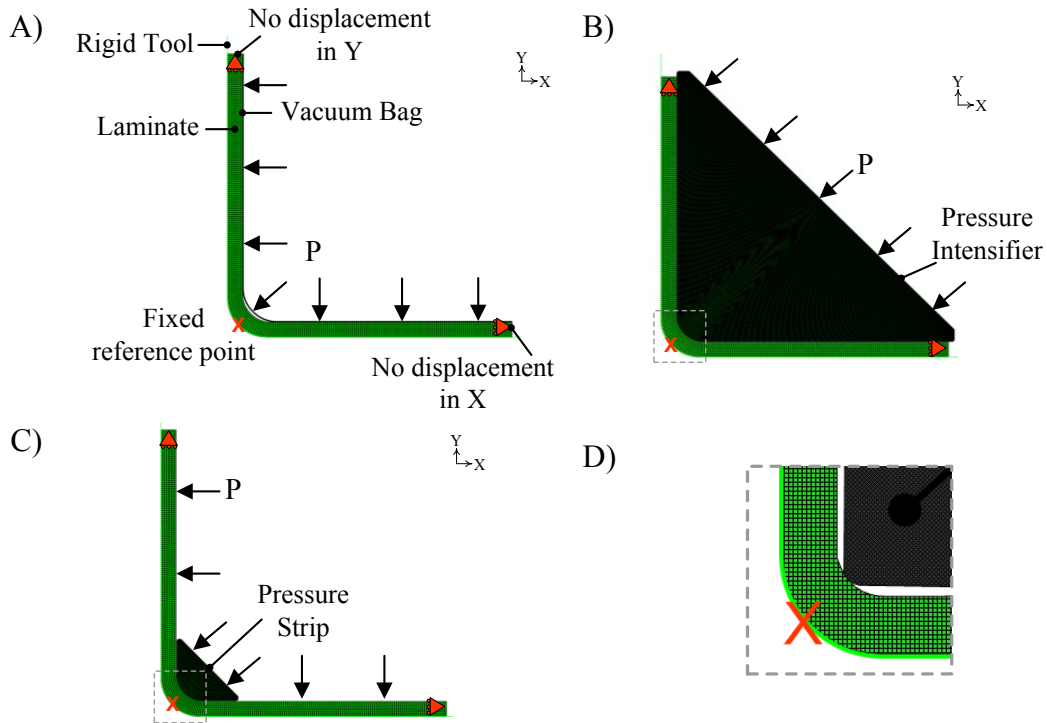 A)
Rigid Tool
No displacement
in Y
Y
X
Laminate
Vacuum Bag
P
Fixed
reference point
No displacement
in X
B)
Y
X
P
Pressure
Intensifier
C)
Y
X
P
Pressure
Strip
D)